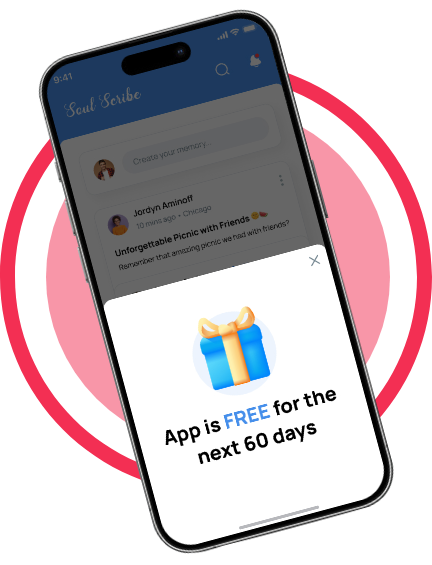 9:41
Soul Scribe
Create your memory...
Jordyn Aminoff
10 mins ago • Chicago
Unforgettable Picnic with Friends 😊🍉
Remember that amazing picnic we had with friends?
App is FREE for the
next 60 days